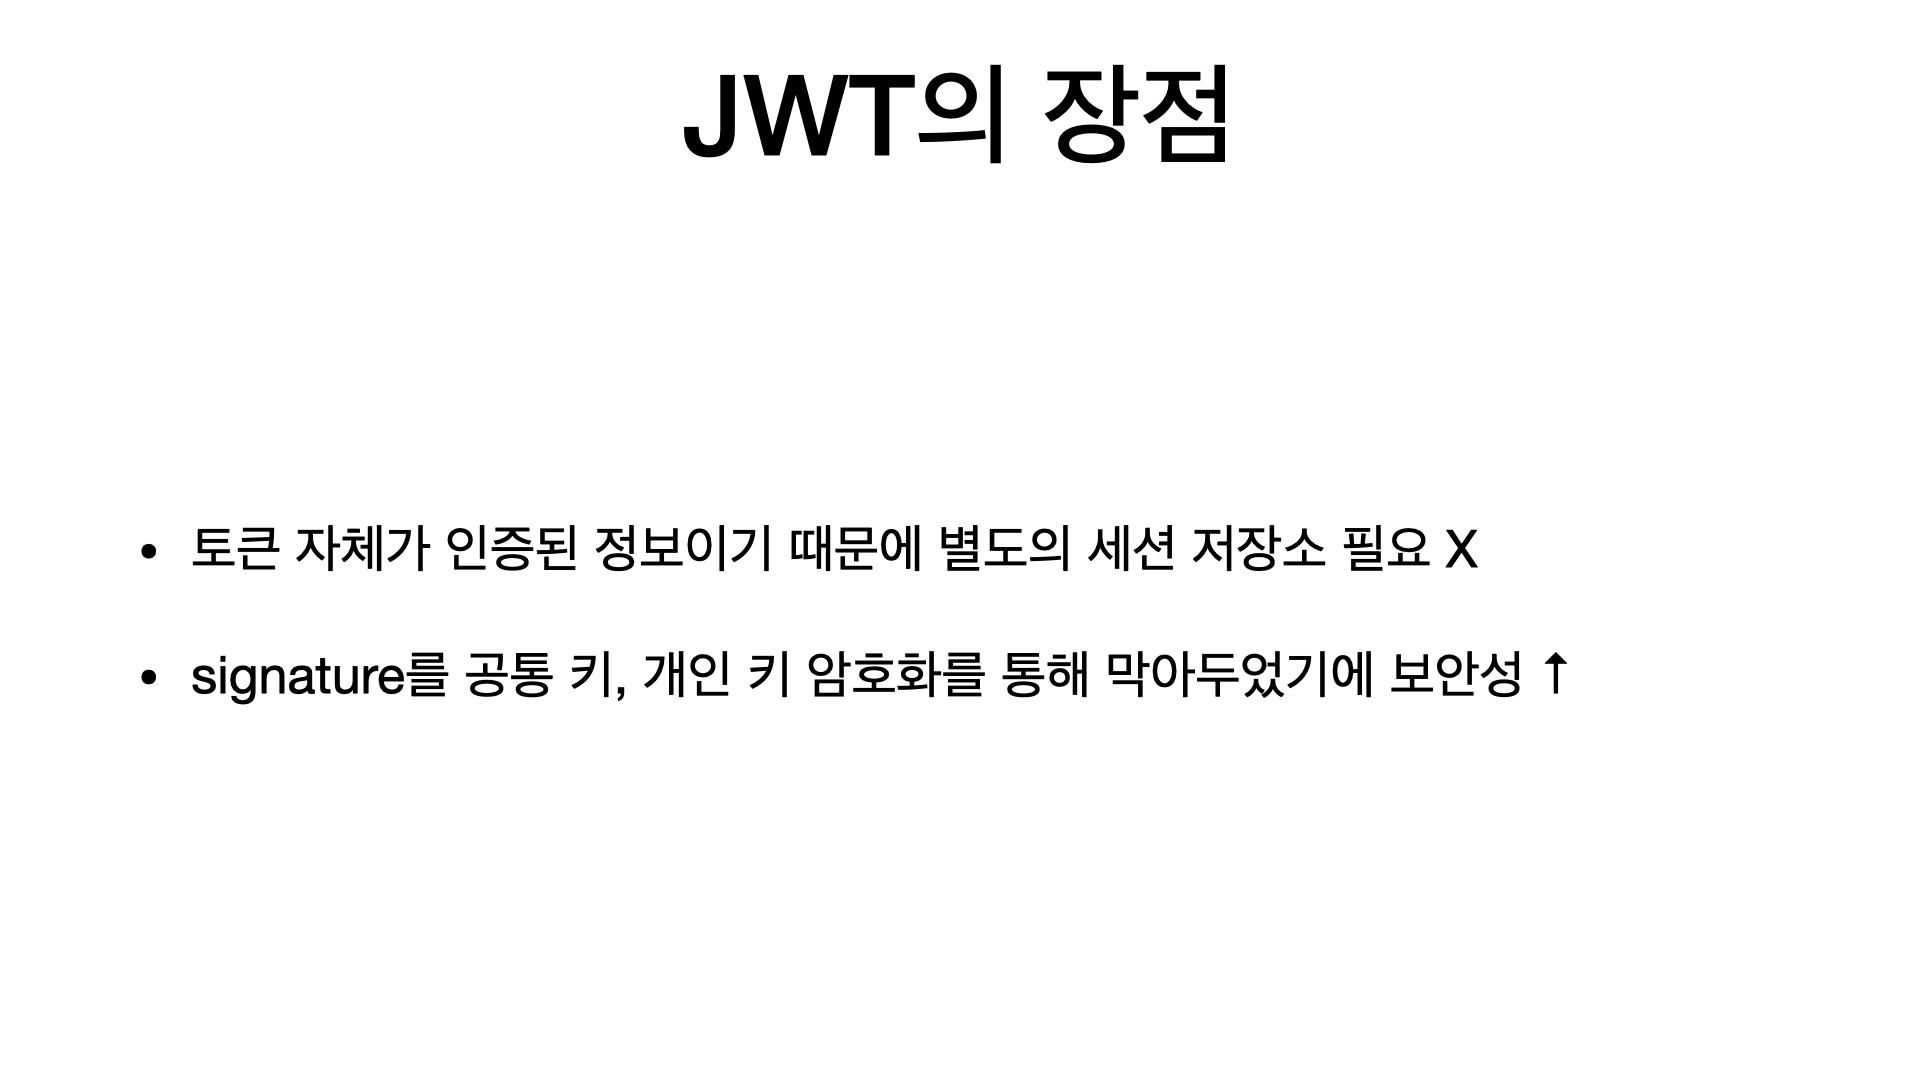 JWT의 장점
• 토큰 자체가 인증된 정보이기 때문에 별도의 세션 저장소 필요 X
• signature를 공통 키, 개인 키 암호화를 통해 막아두었기에 보안성 ↑